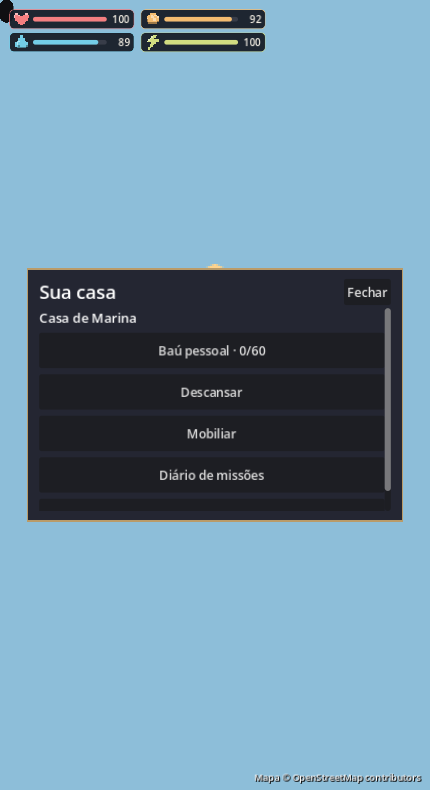 100 92
89 100
Sua casa Fechar
Casa de Marina
Baú pessoal · 0/60
Descansar
Mobiliar
Diário de missões
Mapa © OpenStreetMap contributors